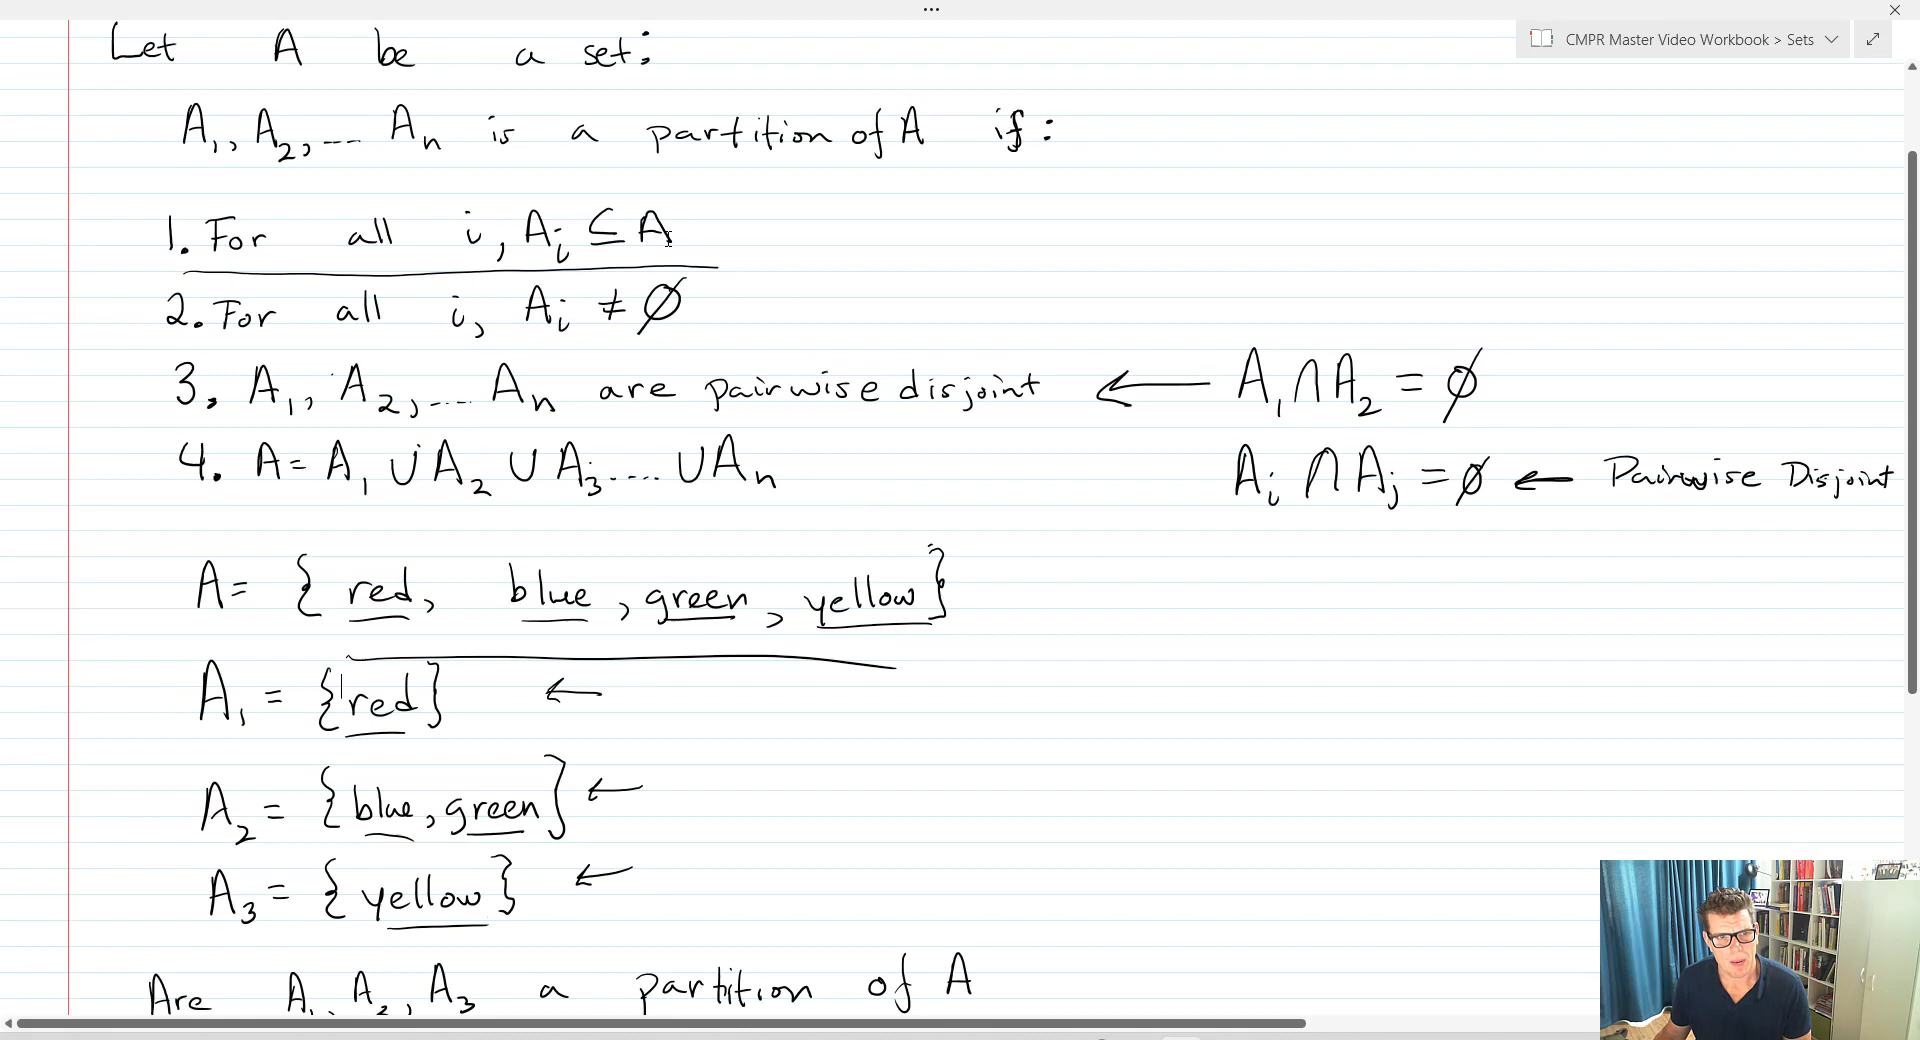 CMPR Master Video Workbook > Sets
Let A be a set:
A₁, A₂, ... Aₙ is a partition of A if:
1. For all i, Aᵢ ⊆ A
2. For all i, Aᵢ ≠ Ø
3. A₁, A₂, .... Aₙ are pairwise disjoint ← A₁ ∩ A₂ = Ø
4. A = A₁ ∪ A₂ ∪ A₃ ..... ∪ Aₙ
Aᵢ ∩ Aⱼ = Ø ← Pairwise Disjoint
A = { red, blue, green, yellow }
A₁ = { red } ←
A₂ = { blue, green } ←
A₃ = { yellow } ←
Are A₁, A₂, A₃ a partition of A